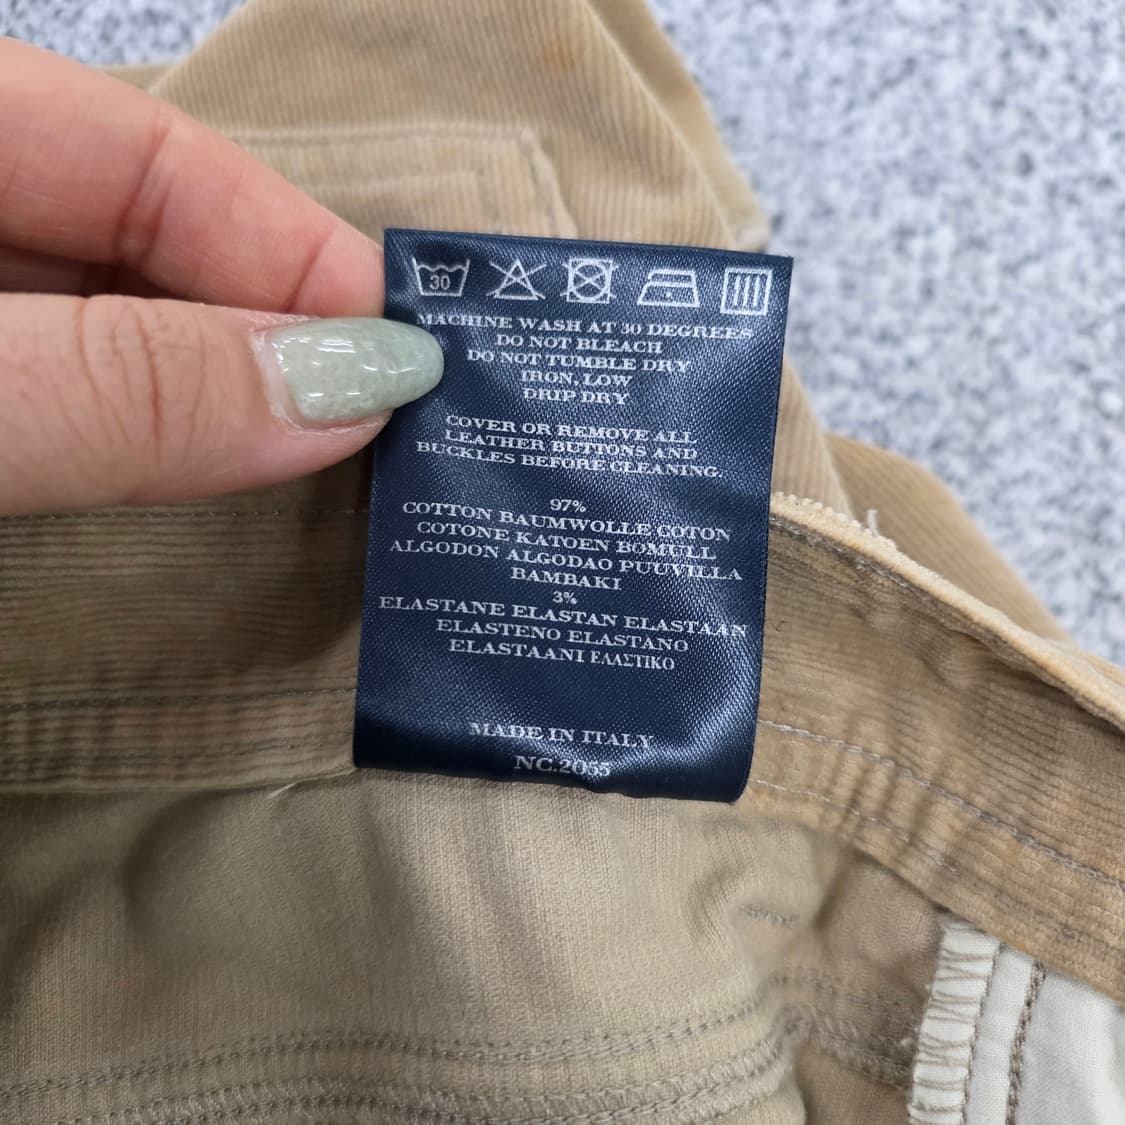 30
MACHINE WASH AT 30 DEGREES
DO NOT BLEACH
DO NOT TUMBLE DRY
IRON, LOW
DRIP DRY
COVER OR REMOVE ALL
LEATHER BUTTONS AND
BUCKLES BEFORE CLEANING.
97%
COTTON BAUMWOLLE COTON
COTONE KATOEN BOMULL
ALGODON ALGODAO PUUVILLA
BAMBAKI
3%
ELASTANE ELASTAN ELASTAAN
ELASTENO ELASTANO
ELASTAANI ΕΛΑΣΤΙΚΟ
MADE IN ITALY
NC.2055